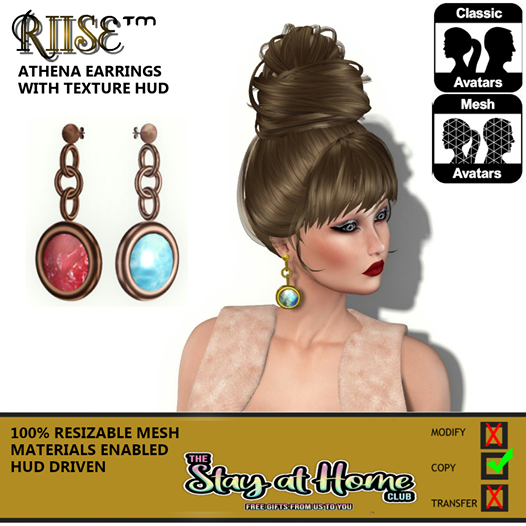 RIISE™
ATHENA EARRINGS
WITH TEXTURE HUD
Classic
Avatars
Mesh
Avatars
100% RESIZABLE MESH
MATERIALS ENABLED
HUD DRIVEN
THE
Stay at Home
CLUB
FREE GIFTS FROM US TO YOU
MODIFY
COPY
TRANSFER